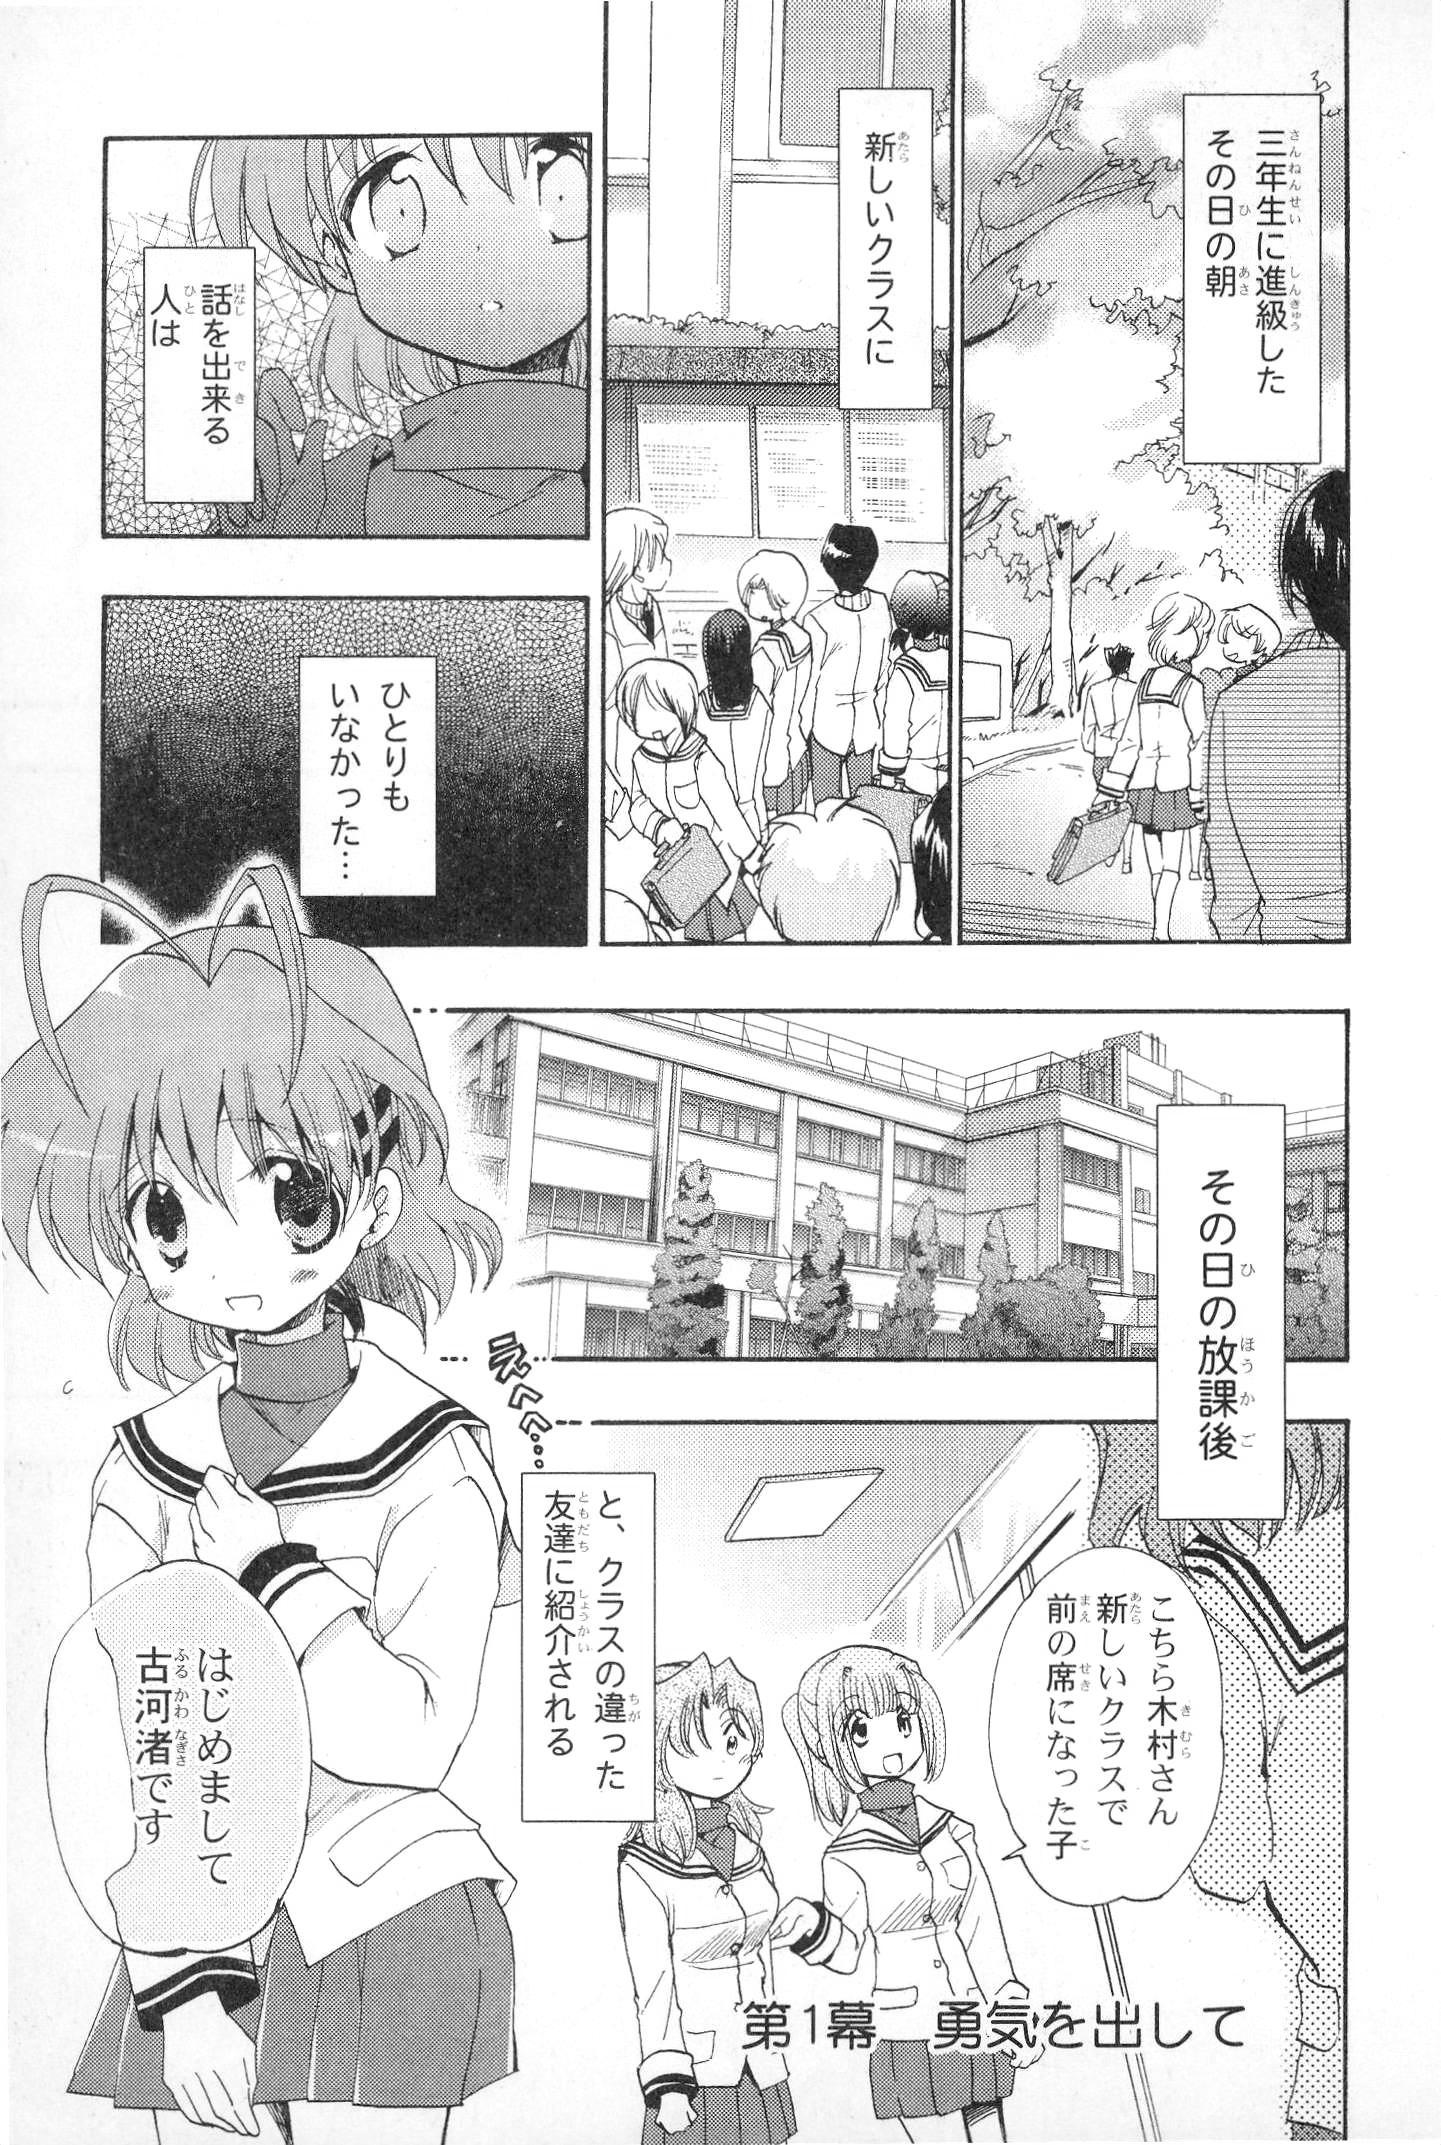 三年生に進級した
その日の朝
新しいクラスに
話を出来る
人は
ひとりも
いなかった…
その日の放課後
こちら木村さん
新しいクラスで
前の席になった子
と、クラスの違った
友達に紹介される
えへへ…
はじめまして
古河渚です
第1幕　勇気を出して